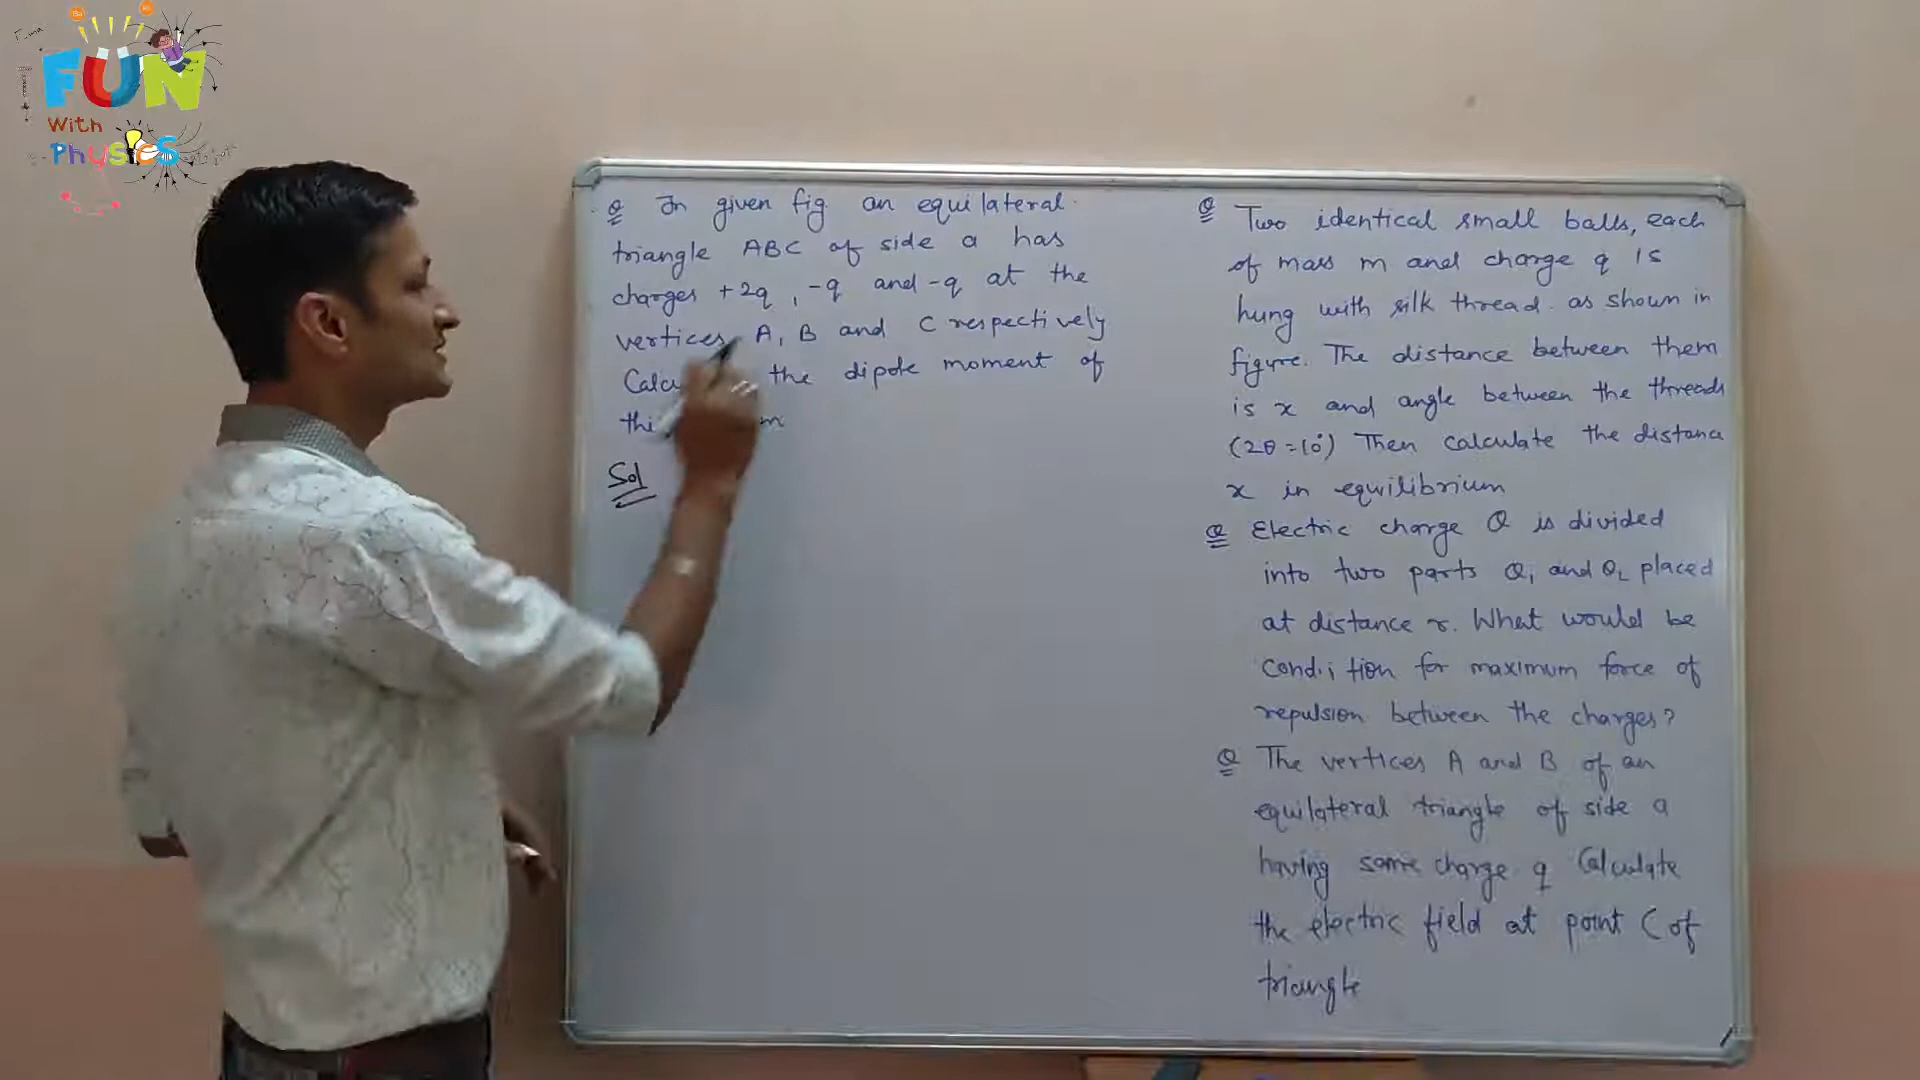 FUN
With
Physics
Q In given fig an equilateral
triangle ABC of side a has
charges +2q, -q and -q at the
vertices A, B and C respectively
the dipole moment of
Sol
Q Two identical small balls, each
of mass m and charge q is
hung with silk thread. as shown in
figure. The distance between them
is x and angle between the threads
(2θ = 10°) Then calculate the distance
x in equilibrium
Q Electric charge Q is divided
into two parts Q₁ and Q₂ placed
at distance r. What would be
condition for maximum force of
repulsion between the charges?
Q The vertices A and B of an
equilateral triangle of side a
having same charge q Calculate
the electric field at point C of
triangle